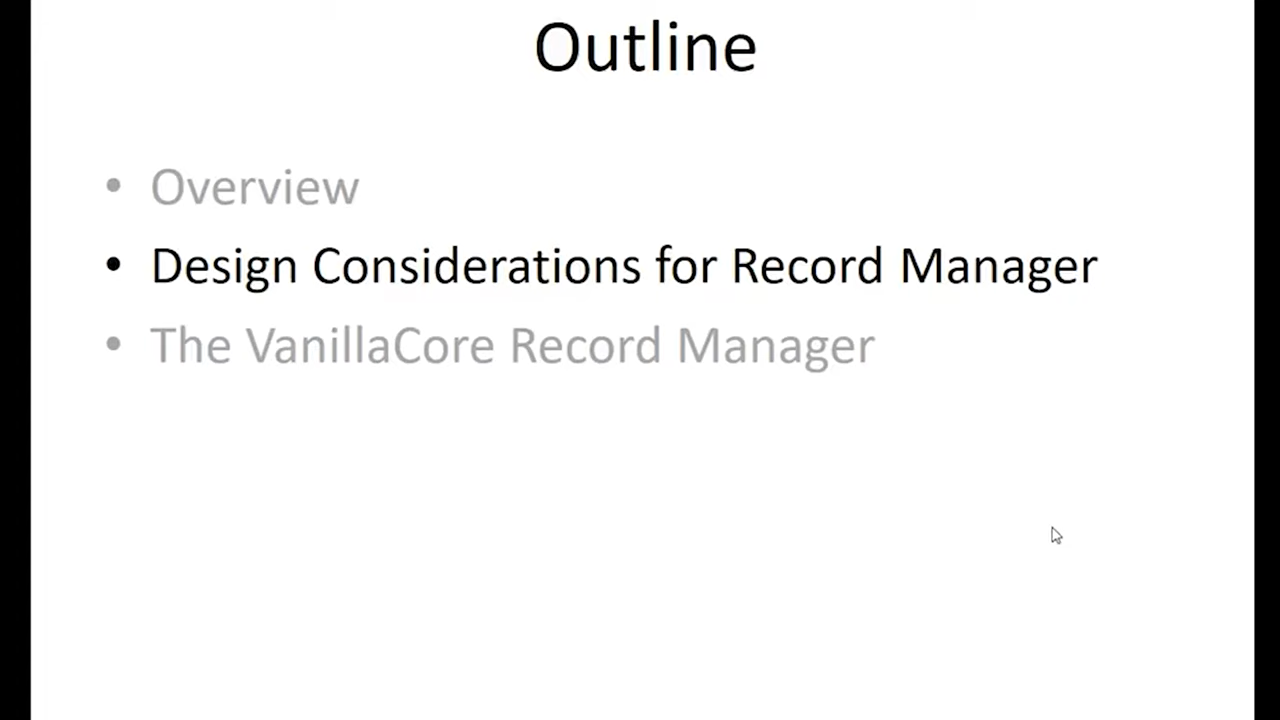 Outline
• Overview
• Design Considerations for Record Manager
• The VanillaCore Record Manager